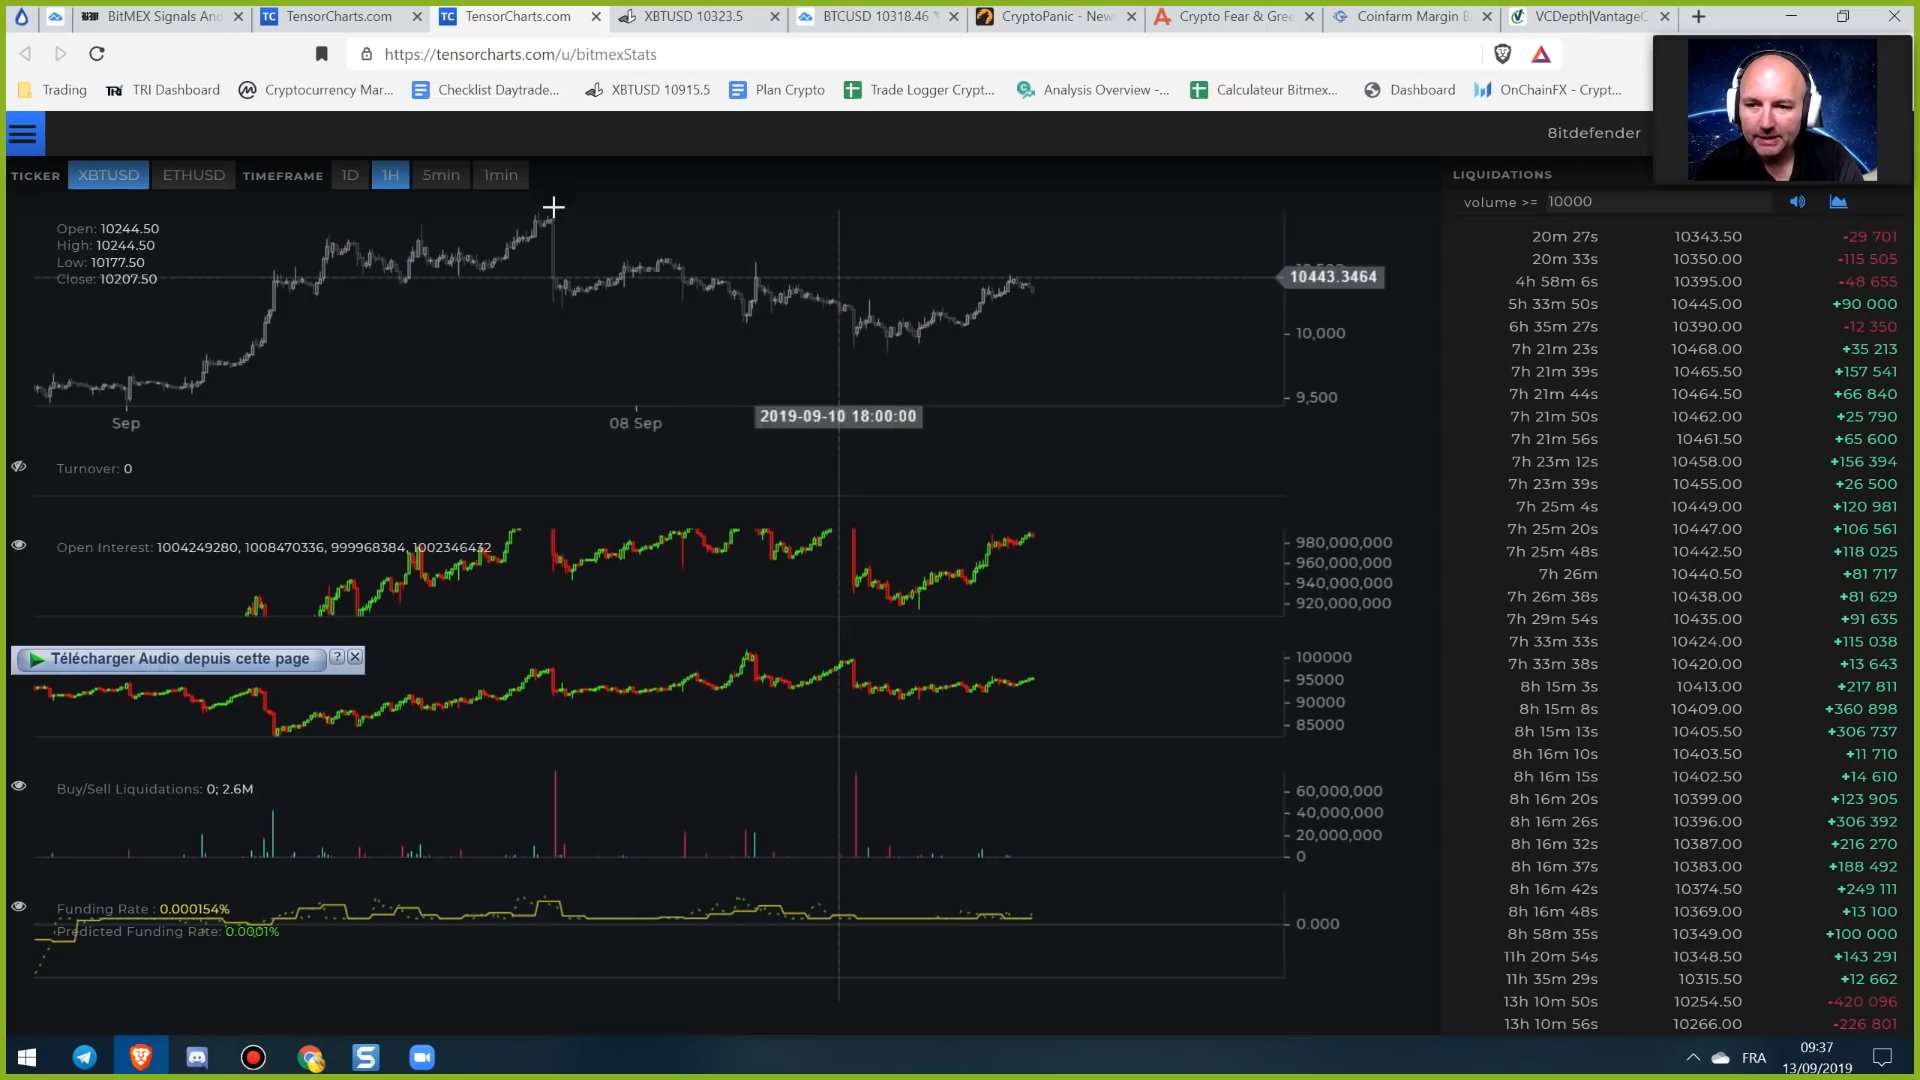 BitMEX Signals And
TensorCharts.com
TensorCharts.com
XBTUSD 10323.5
BTCUSD 10318.46
CryptoPanic - New
Crypto Fear & Gre
Coinfarm Margin B
VCDepth|VantageC
https://tensorcharts.com/u/bitmexStats
Trading
TRI Dashboard
Cryptocurrency Mar...
Checklist Daytrade...
XBTUSD 10915.5
Plan Crypto
Trade Logger Crypt...
Analysis Overview -...
Calculateur Bitmex...
Dashboard
OnChainFX - Crypt...
8itdefender
TICKER XBTUSD ETHUSD TIMEFRAME 1D 1H 5min 1min
Open: 10244.50
High: 10244.50
Low: 10177.50
Close: 10207.50
10443.3464
10,000
9,500
Sep
08 Sep
2019-09-10 18:00:00
Turnover: 0
Open Interest: 1004249280, 1008470336, 999968384, 1002346432
980,000,000
960,000,000
940,000,000
920,000,000
Télécharger Audio depuis cette page ?
100000
95000
90000
85000
Buy/Sell Liquidations: 0; 2.6M
60,000,000
40,000,000
20,000,000
0
Funding Rate : 0.000154%
Predicted Funding Rate: 0.0001%
0.000
LIQUIDATIONS
volume >= 10000
20m 27s 10343.50 -29 701
20m 33s 10350.00 -115 505
4h 58m 6s 10395.00 -48 655
5h 33m 50s 10445.00 +90 000
6h 35m 27s 10390.00 -12 350
7h 21m 23s 10468.00 +35 213
7h 21m 39s 10465.50 +157 541
7h 21m 44s 10464.50 +66 840
7h 21m 50s 10462.00 +25 790
7h 21m 56s 10461.50 +65 600
7h 23m 12s 10458.00 +156 394
7h 23m 39s 10455.00 +26 500
7h 25m 4s 10449.00 +120 981
7h 25m 20s 10447.00 +106 561
7h 25m 48s 10442.50 +118 025
7h 26m 10440.50 +81 717
7h 26m 38s 10438.00 +81 629
7h 29m 54s 10435.00 +91 635
7h 33m 33s 10424.00 +115 038
7h 33m 38s 10420.00 +13 643
8h 15m 3s 10413.00 +217 811
8h 15m 8s 10409.00 +360 898
8h 15m 13s 10405.50 +306 737
8h 16m 10s 10403.50 +11 710
8h 16m 15s 10402.50 +14 610
8h 16m 20s 10399.00 +123 905
8h 16m 26s 10396.00 +306 392
8h 16m 32s 10387.00 +216 270
8h 16m 37s 10383.00 +188 492
8h 16m 42s 10374.50 +249 111
8h 16m 48s 10369.00 +13 100
8h 58m 35s 10349.00 +100 000
11h 20m 54s 10348.50 +143 291
11h 35m 29s 10315.50 +12 662
13h 10m 50s 10254.50 -420 096
13h 10m 56s 10266.00 -226 801
FRA
09:37
13/09/2019